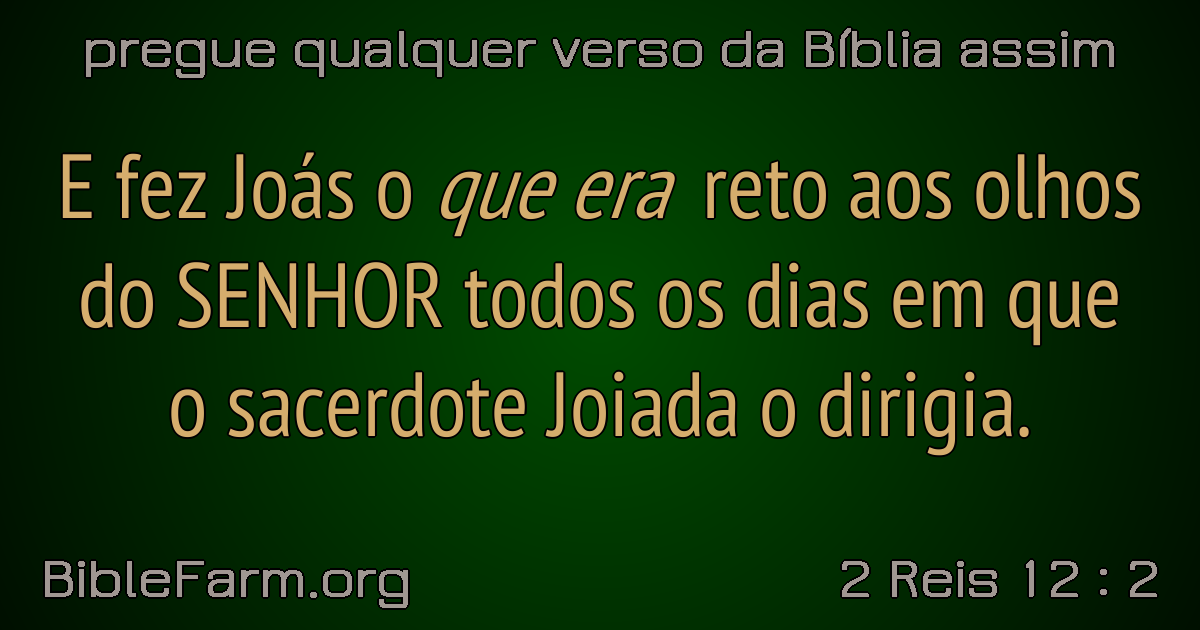 pregue qualquer verso da Bíblia assim
E fez Joás o que era reto aos olhos
do SENHOR todos os dias em que
o sacerdote Joiada o dirigia.
BibleFarm.org
2 Reis 12 : 2